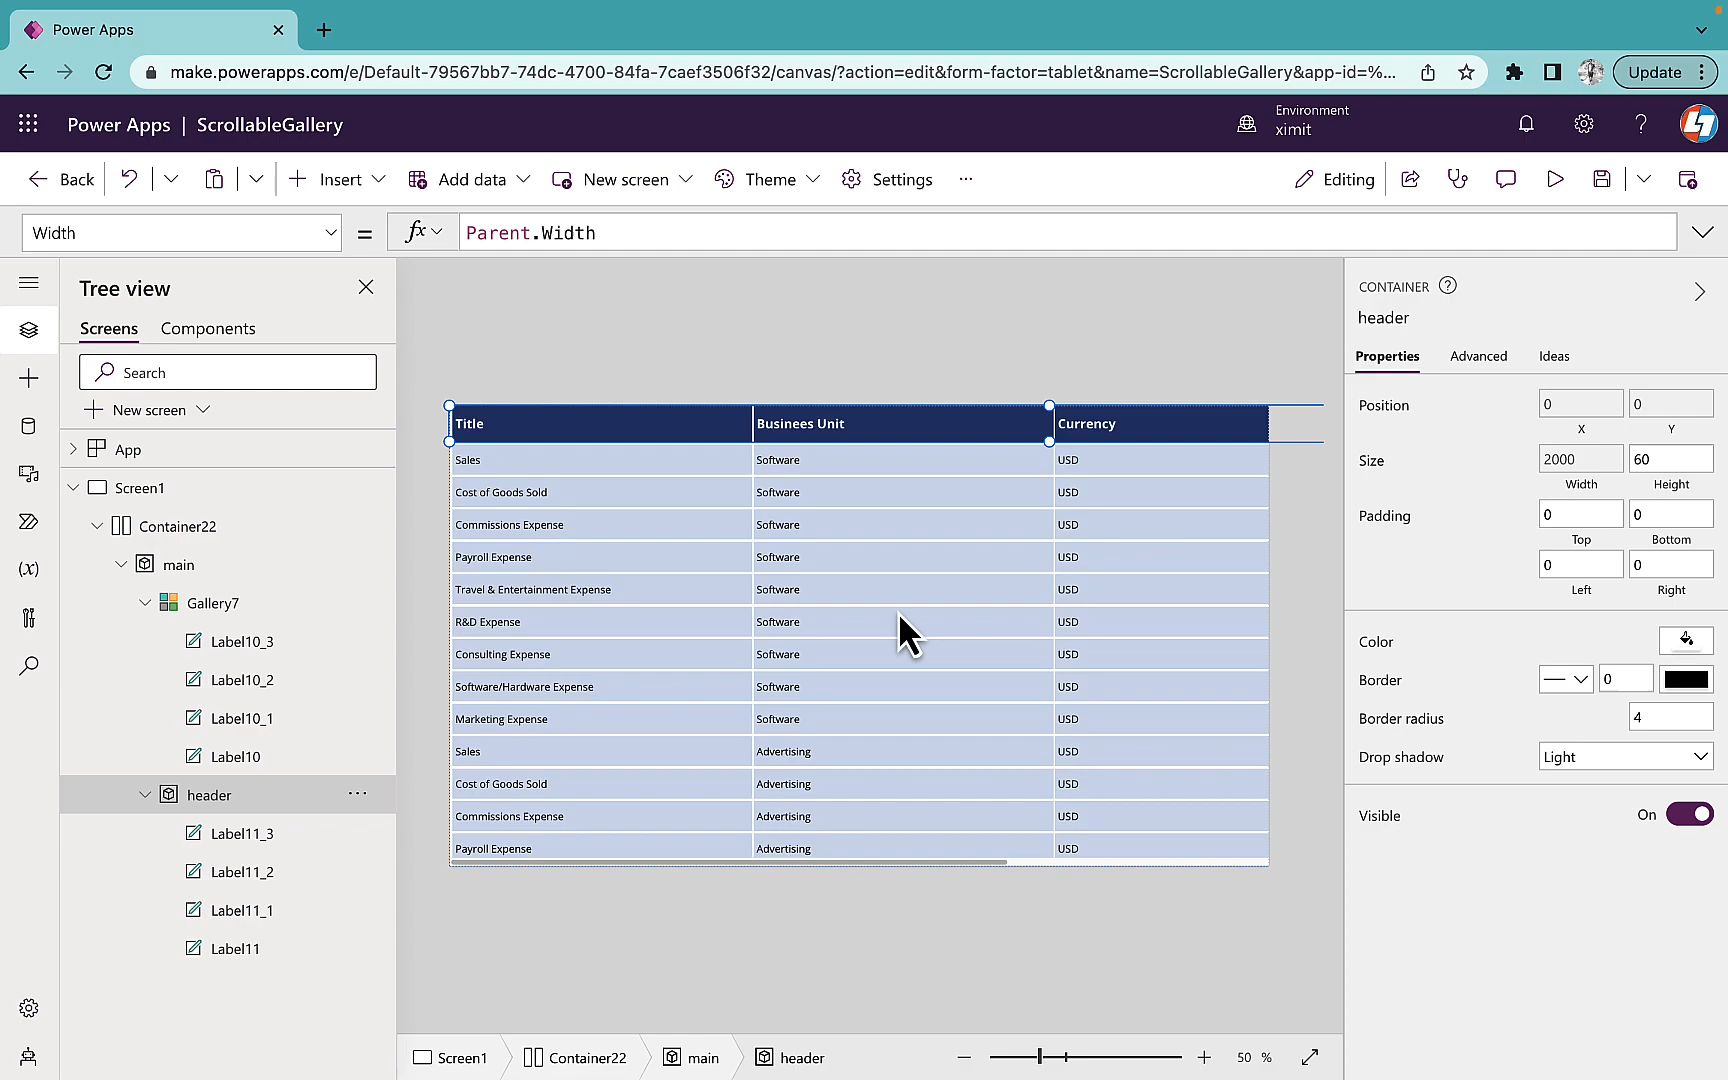 Power Apps
make.powerapps.com/e/Default-79567bb7-74dc-4700-84fa-7caef3506f32/canvas/?action=edit&form-factor=tablet&name=ScrollableGallery&app-id=%...
Update
Power Apps | ScrollableGallery
Environment
ximit
Back
Insert
Add data
New screen
Theme
Settings
...
Editing
Width
=
fx
Parent.Width
Tree view
Screens
Components
Search
New screen
App
Screen1
Container22
main
Gallery7
Label10_3
Label10_2
Label10_1
Label10
header
...
Label11_3
Label11_2
Label11_1
Label11
Title Businees Unit Currency
Sales Software USD
Cost of Goods Sold Software USD
Commissions Expense Software USD
Payroll Expense Software USD
Travel & Entertainment Expense Software USD
R&D Expense Software USD
Consulting Expense Software USD
Software/Hardware Expense Software USD
Marketing Expense Software USD
Sales Advertising USD
Cost of Goods Sold Advertising USD
Commissions Expense Advertising USD
Payroll Expense Advertising USD
Screen1 Container22 main header
50 %
CONTAINER ?
header
Properties Advanced Ideas
Position 0 0
X Y
Size 2000 60
Width Height
Padding 0 0
Top Bottom
0 0
Left Right
Color
Border 0
Border radius 4
Drop shadow Light
Visible On